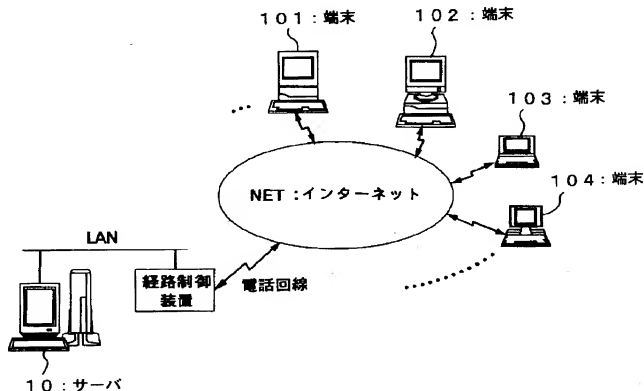 101:端末
102:端末
103:端末
104:端末
NET:インターネット
LAN
経路制御
装置
電話回線
10:サーバ